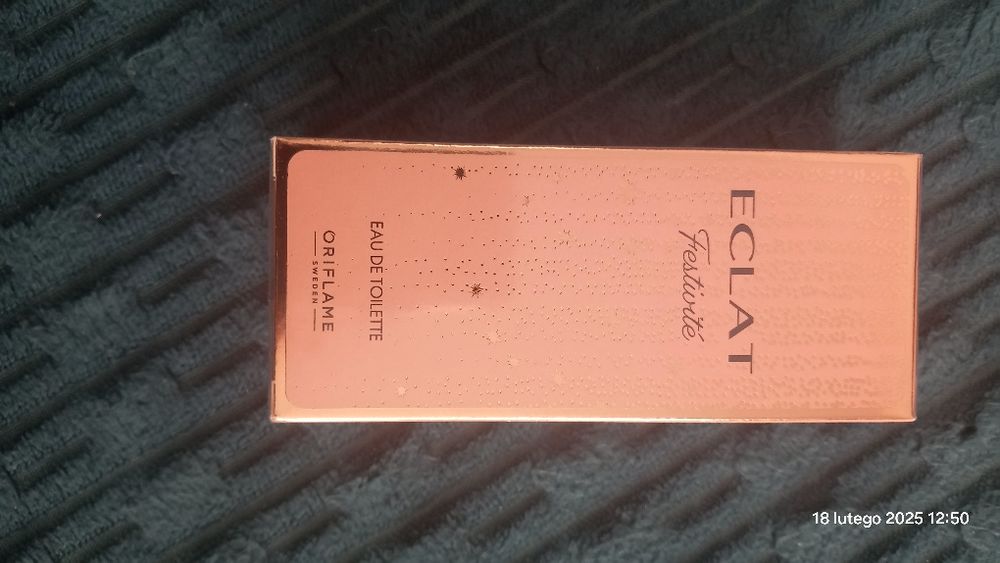 ECLAT
Festivité
EAU DE TOILETTE
ORIFLAME
SWEDEN
18 lutego 2025 12:50